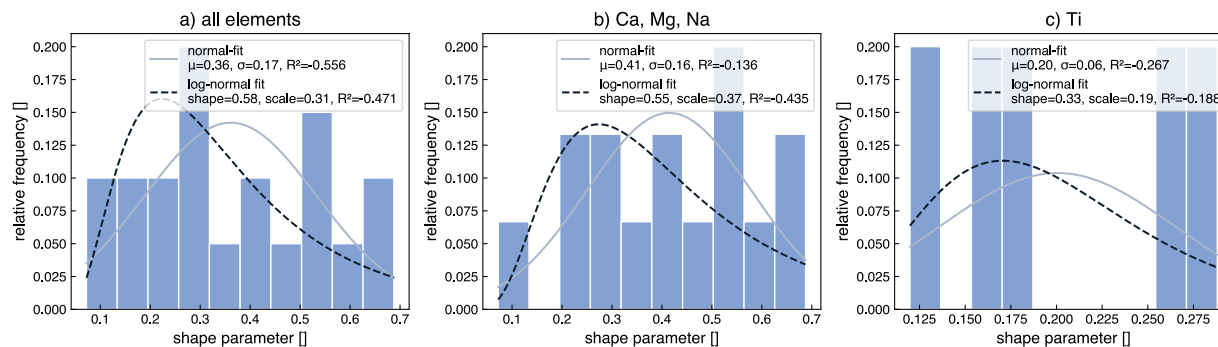 a) all elements
0.200
0.175
0.150
0.125
0.100
0.075
0.050
0.025
0.000
relative frequency []
normal-fit
μ=0.36, σ=0.17, R²=-0.556
log-normal fit
shape=0.58, scale=0.31, R²=-0.471
0.1 0.2 0.3 0.4 0.5 0.6 0.7
shape parameter []
b) Ca, Mg, Na
0.200
0.175
0.150
0.125
0.100
0.075
0.050
0.025
0.000
relative frequency []
normal-fit
μ=0.41, σ=0.16, R²=-0.136
log-normal fit
shape=0.55, scale=0.37, R²=-0.435
0.1 0.2 0.3 0.4 0.5 0.6 0.7
shape parameter []
c) Ti
0.200
0.175
0.150
0.125
0.100
0.075
0.050
0.025
0.000
relative frequency []
normal-fit
μ=0.20, σ=0.06, R²=-0.267
log-normal fit
shape=0.33, scale=0.19, R²=-0.186
0.125 0.150 0.175 0.200 0.225 0.250 0.275
shape parameter []